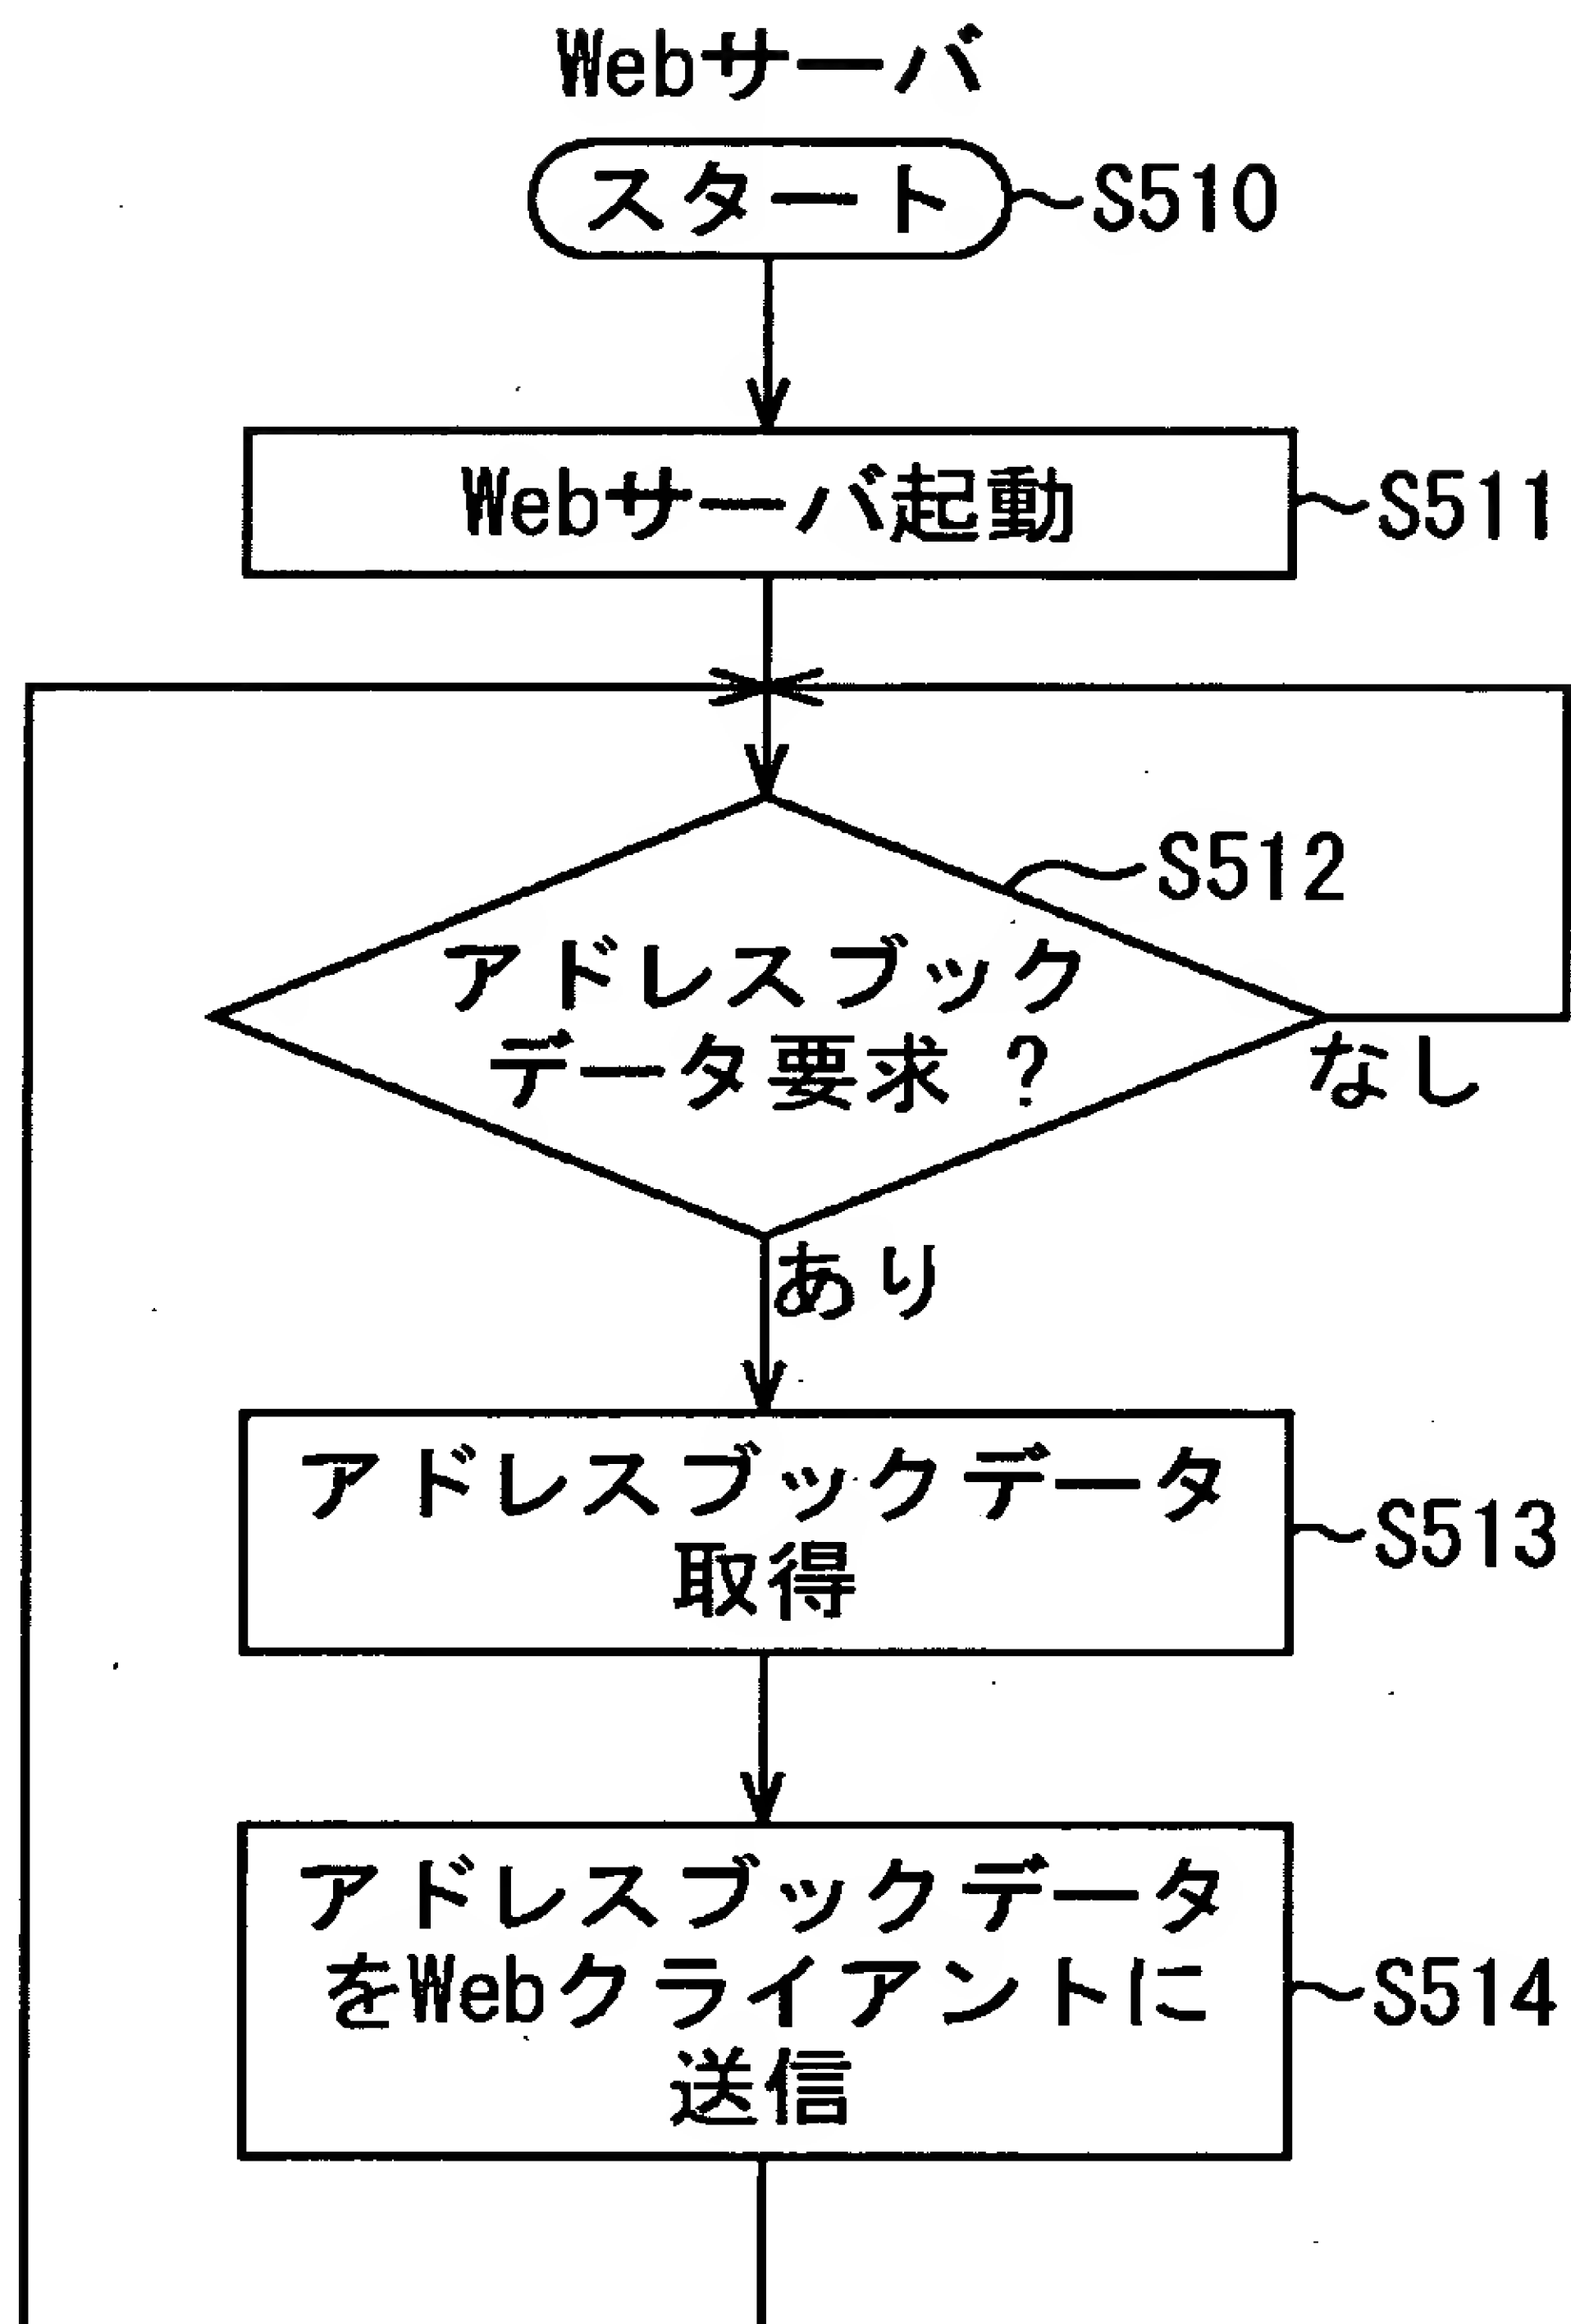 Webサーバ
スタート
S510
Webサーバ起動
S511
S512
アドレスブック
データ要求？
なし
あり
アドレスブックデータ
取得
S513
アドレスブックデータ
をWebクライアントに
送信
S514